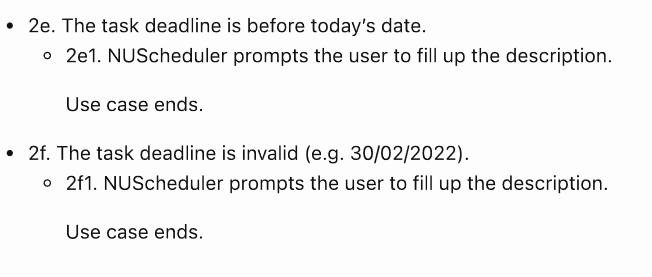 2e. The task deadline is before today’s date.
2e1. NUScheduler prompts the user to fill up the description.
Use case ends.
2f. The task deadline is invalid (e.g. 30/02/2022).
2f1. NUScheduler prompts the user to fill up the description.
Use case ends.